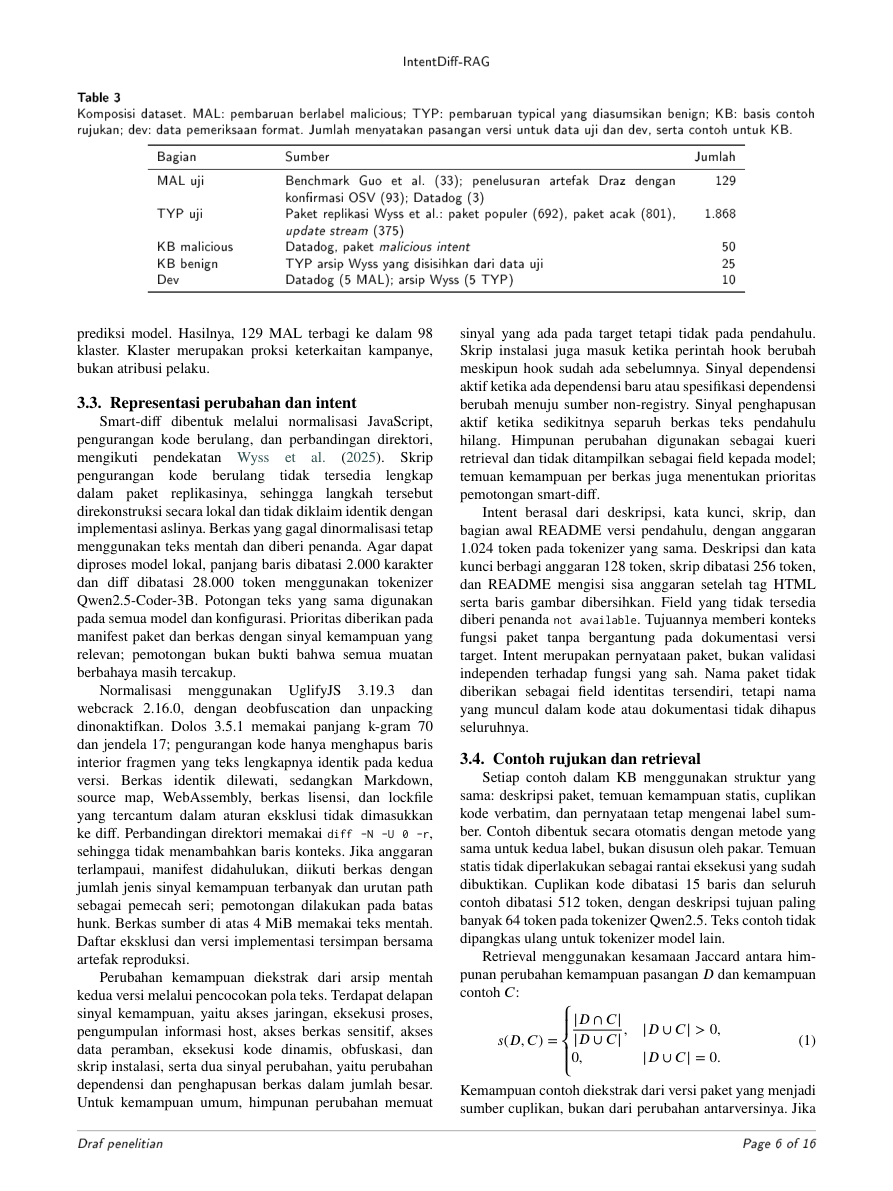 IntentDiff-RAG
Table 3
Komposisi dataset. MAL: pembaruan berlabel malicious; TYP: pembaruan typical yang diasumsikan benign; KB: basis contoh
rujukan; dev: data pemeriksaan format. Jumlah menyatakan pasangan versi untuk data uji dan dev, serta contoh untuk KB.
Bagian Sumber Jumlah
MAL uji Benchmark Guo et al. (33); penelusuran artefak Draz dengan 129
konfirmasi OSV (93); Datadog (3)
TYP uji Paket replikasi Wyss et al.: paket populer (692), paket acak (801), 1.868
update stream (375)
KB malicious Datadog, paket malicious intent 50
KB benign TYP arsip Wyss yang disisihkan dari data uji 25
Dev Datadog (5 MAL); arsip Wyss (5 TYP) 10
prediksi model. Hasilnya, 129 MAL terbagi ke dalam 98
klaster. Klaster merupakan proksi keterkaitan kampanye,
bukan atribusi pelaku.
3.3. Representasi perubahan dan intent
Smart-diff dibentuk melalui normalisasi JavaScript,
pengurangan kode berulang, dan perbandingan direktori,
mengikuti pendekatan Wyss et al. (2025). Skrip
pengurangan kode berulang tidak tersedia lengkap
dalam paket replikasinya, sehingga langkah tersebut
direkonstruksi secara lokal dan tidak diklaim identik dengan
implementasi aslinya. Berkas yang gagal dinormalisasi tetap
menggunakan teks mentah dan diberi penanda. Agar dapat
diproses model lokal, panjang baris dibatasi 2.000 karakter
dan diff dibatasi 28.000 token menggunakan tokenizer
Qwen2.5-Coder-3B. Potongan teks yang sama digunakan
pada semua model dan konfigurasi. Prioritas diberikan pada
manifest paket dan berkas dengan sinyal kemampuan yang
relevan; pemotongan bukan bukti bahwa semua muatan
berbahaya masih tercakup.
Normalisasi menggunakan UglifyJS 3.19.3 dan
webcrack 2.16.0, dengan deobfuscation dan unpacking
dinonaktifkan. Dolos 3.5.1 memakai panjang k-gram 70
dan jendela 17; pengurangan kode hanya menghapus baris
interior fragmen yang teks lengkapnya identik pada kedua
versi. Berkas identik dilewati, sedangkan Markdown,
source map, WebAssembly, berkas lisensi, dan lockfile
yang tercantum dalam aturan eksklusi tidak dimasukkan
ke diff. Perbandingan direktori memakai diff -N -U 0 -r,
sehingga tidak menambahkan baris konteks. Jika anggaran
terlampaui, manifest didahulukan, diikuti berkas dengan
jumlah jenis sinyal kemampuan terbanyak dan urutan path
sebagai pemecah seri; pemotongan dilakukan pada batas
hunk. Berkas sumber di atas 4 MiB memakai teks mentah.
Daftar eksklusi dan versi implementasi tersimpan bersama
artefak reproduksi.
Perubahan kemampuan diekstrak dari arsip mentah
kedua versi melalui pencocokan pola teks. Terdapat delapan
sinyal kemampuan, yaitu akses jaringan, eksekusi proses,
pengumpulan informasi host, akses berkas sensitif, akses
data peramban, eksekusi kode dinamis, obfuskasi, dan
skrip instalasi, serta dua sinyal perubahan, yaitu perubahan
dependensi dan penghapusan berkas dalam jumlah besar.
Untuk kemampuan umum, himpunan perubahan memuat
sinyal yang ada pada target tetapi tidak pada pendahulu.
Skrip instalasi juga masuk ketika perintah hook berubah
meskipun hook sudah ada sebelumnya. Sinyal dependensi
aktif ketika ada dependensi baru atau spesifikasi dependensi
berubah menuju sumber non-registry. Sinyal penghapusan
aktif ketika sedikitnya separuh berkas teks pendahulu
hilang. Himpunan perubahan digunakan sebagai kueri
retrieval dan tidak ditampilkan sebagai field kepada model;
temuan kemampuan per berkas juga menentukan prioritas
pemotongan smart-diff.
Intent berasal dari deskripsi, kata kunci, skrip, dan
bagian awal README versi pendahulu, dengan anggaran
1.024 token pada tokenizer yang sama. Deskripsi dan kata
kunci berbagi anggaran 128 token, skrip dibatasi 256 token,
dan README mengisi sisa anggaran setelah tag HTML
serta baris gambar dibersihkan. Field yang tidak tersedia
diberi penanda not available. Tujuannya memberi konteks
fungsi paket tanpa bergantung pada dokumentasi versi
target. Intent merupakan pernyataan paket, bukan validasi
independen terhadap fungsi yang sah. Nama paket tidak
diberikan sebagai field identitas tersendiri, tetapi nama
yang muncul dalam kode atau dokumentasi tidak dihapus
seluruhnya.
3.4. Contoh rujukan dan retrieval
Setiap contoh dalam KB menggunakan struktur yang
sama: deskripsi paket, temuan kemampuan statis, cuplikan
kode verbatim, dan pernyataan tetap mengenai label sum-
ber. Contoh dibentuk secara otomatis dengan metode yang
sama untuk kedua label, bukan disusun oleh pakar. Temuan
statis tidak diperlakukan sebagai rantai eksekusi yang sudah
dibuktikan. Cuplikan kode dibatasi 15 baris dan seluruh
contoh dibatasi 512 token, dengan deskripsi tujuan paling
banyak 64 token pada tokenizer Qwen2.5. Teks contoh tidak
dipangkas ulang untuk tokenizer model lain.
Retrieval menggunakan kesamaan Jaccard antara him-
punan perubahan kemampuan pasangan D dan kemampuan
contoh C:
s(D, C) = { |D ∩ C| / |D ∪ C|, |D ∪ C| > 0,
0, |D ∪ C| = 0. (1)
Kemampuan contoh diekstrak dari versi paket yang menjadi
sumber cuplikan, bukan dari perubahan antarversinya. Jika
Draf penelitian Page 6 of 16